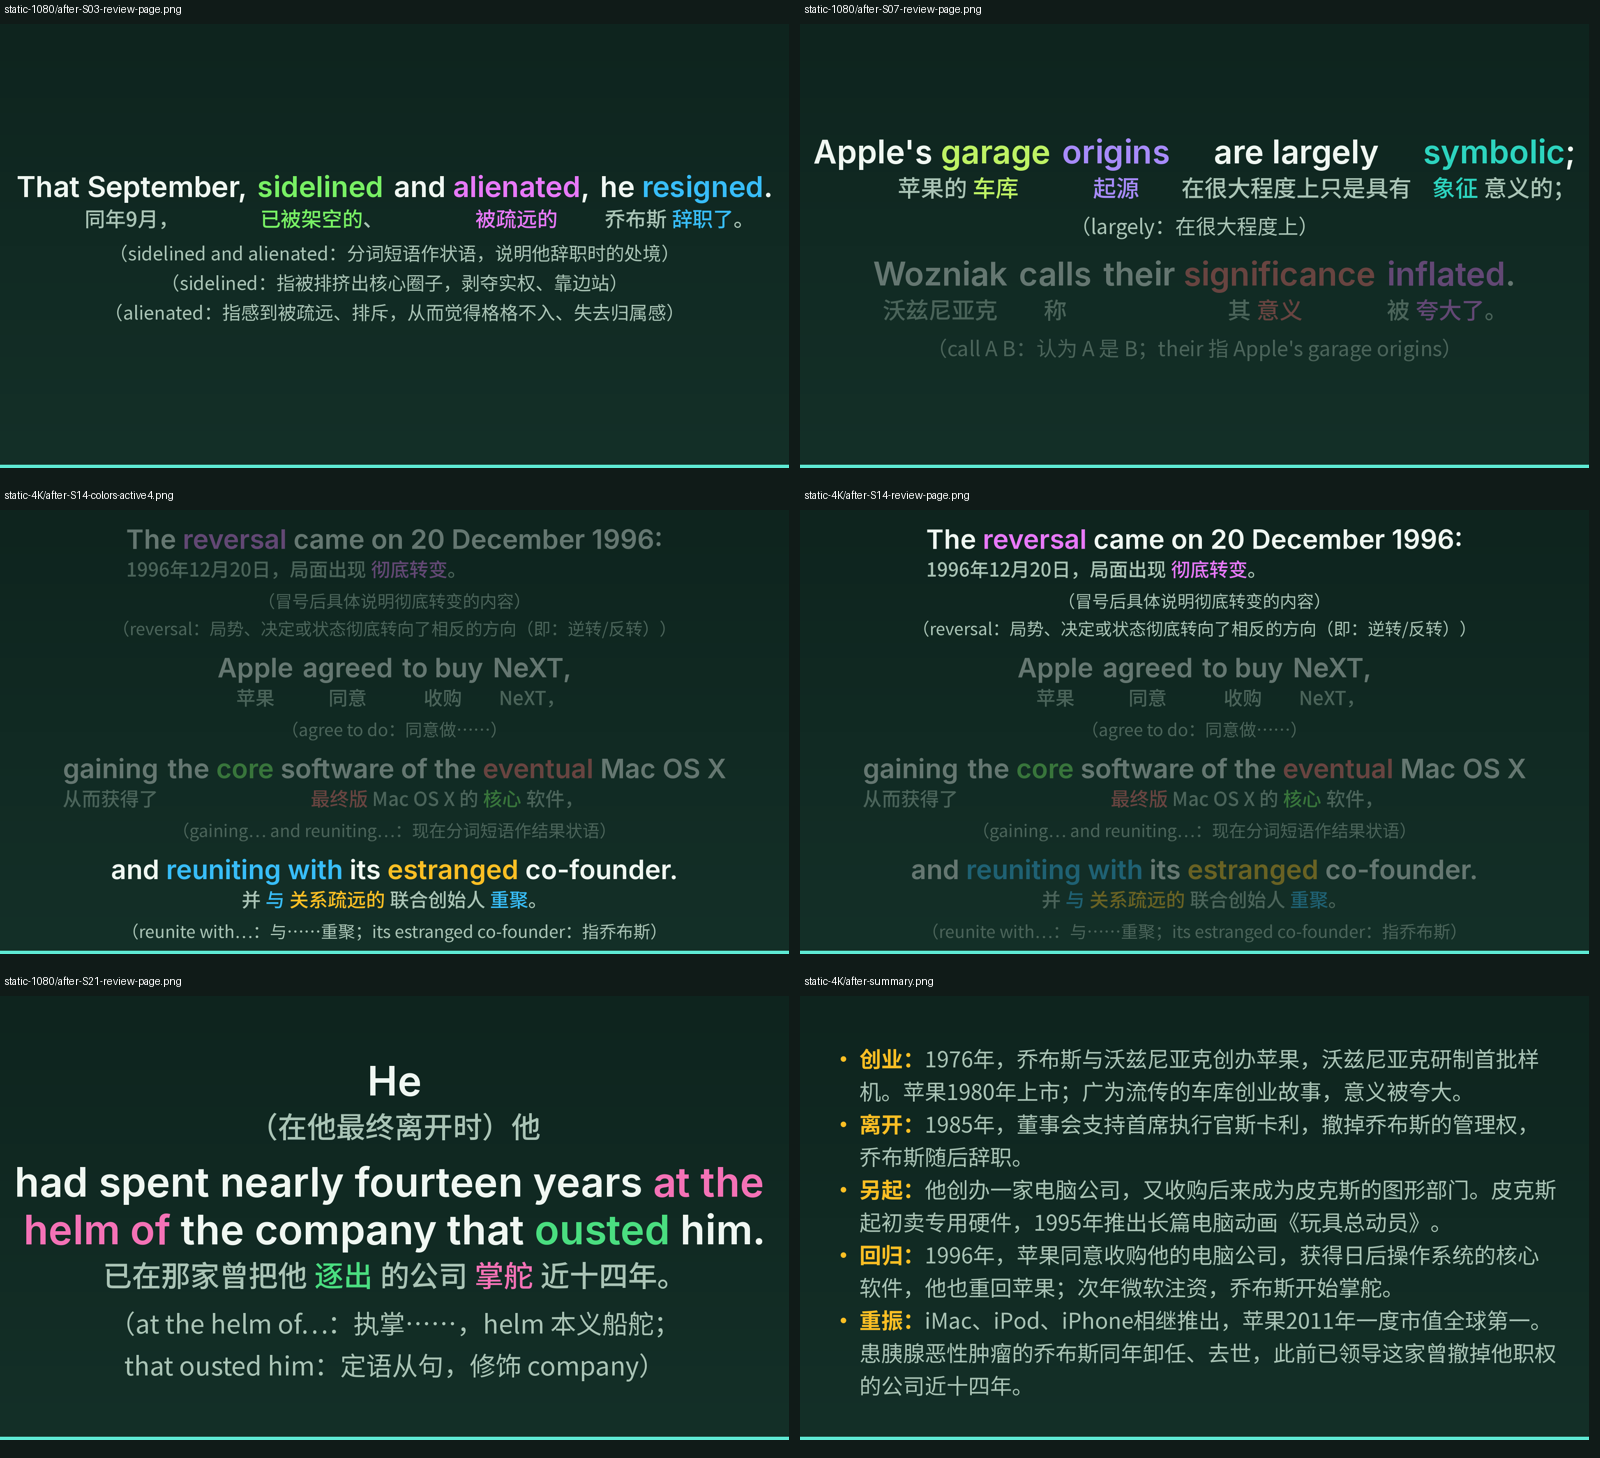 static-1080/after-S03-review-page.png
That September, sidelined and alienated, he resigned.
同年9月， 已被架空的、 被疏远的 乔布斯 辞职了。
（sidelined and alienated：分词短语作状语，说明他辞职时的处境）
（sidelined：指被排挤出核心圈子，剥夺实权、靠边站）
（alienated：指感到被疏远、排斥，从而觉得格格不入、失去归属感）
static-1080/after-S07-review-page.png
Apple's garage origins are largely symbolic;
苹果的 车库 起源 在很大程度上只是具有 象征 意义的；
（largely：在很大程度上）
Wozniak calls their significance inflated.
沃兹尼亚克 称 其 意义 被 夸大了。
（call A B：认为 A 是 B；their 指 Apple's garage origins）
static-4K/after-S14-colors-active4.png
The reversal came on 20 December 1996:
1996年12月20日，局面出现 彻底转变。
（冒号后具体说明彻底转变的内容）
（reversal：局势、决定或状态彻底转向了相反的方向（即：逆转/反转））
Apple agreed to buy NeXT,
苹果 同意 收购 NeXT，
（agree to do：同意做……）
gaining the core software of the eventual Mac OS X
从而获得了 最终版 Mac OS X 的 核心 软件，
（gaining… and reuniting…：现在分词短语作结果状语）
and reuniting with its estranged co-founder.
并 与 关系疏远的 联合创始人 重聚。
（reunite with…：与……重聚；its estranged co-founder：指乔布斯）
static-4K/after-S14-review-page.png
The reversal came on 20 December 1996:
1996年12月20日，局面出现 彻底转变。
（冒号后具体说明彻底转变的内容）
（reversal：局势、决定或状态彻底转向了相反的方向（即：逆转/反转））
Apple agreed to buy NeXT,
苹果 同意 收购 NeXT，
（agree to do：同意做……）
gaining the core software of the eventual Mac OS X
从而获得了 最终版 Mac OS X 的 核心 软件，
（gaining… and reuniting…：现在分词短语作结果状语）
and reuniting with its estranged co-founder.
并 与 关系疏远的 联合创始人 重聚。
（reunite with…：与……重聚；its estranged co-founder：指乔布斯）
static-1080/after-S21-review-page.png
He
（在他最终离开时）他
had spent nearly fourteen years at the
helm of the company that ousted him.
已在那家曾把他 逐出 的公司 掌舵 近十四年。
（at the helm of…：执掌……，helm 本义船舵；
that ousted him：定语从句，修饰 company）
static-4K/after-summary.png
• 创业：1976年，乔布斯与沃兹尼亚克创办苹果，沃兹尼亚克研制首批样
机。苹果1980年上市；广为流传的车库创业故事，意义被夸大。
• 离开：1985年，董事会支持首席执行官斯卡利，撤掉乔布斯的管理权，
乔布斯随后辞职。
• 另起：他创办一家电脑公司，又收购后来成为皮克斯的图形部门。皮克斯
起初卖专用硬件，1995年推出长篇电脑动画《玩具总动员》。
• 回归：1996年，苹果同意收购他的电脑公司，获得日后操作系统的核心
软件，他也重回苹果；次年微软注资，乔布斯开始掌舵。
• 重振：iMac、iPod、iPhone相继推出，苹果2011年一度市值全球第一。
患胰腺恶性肿瘤的乔布斯同年卸任、去世，此前已领导这家曾撤掉他职权
的公司近十四年。